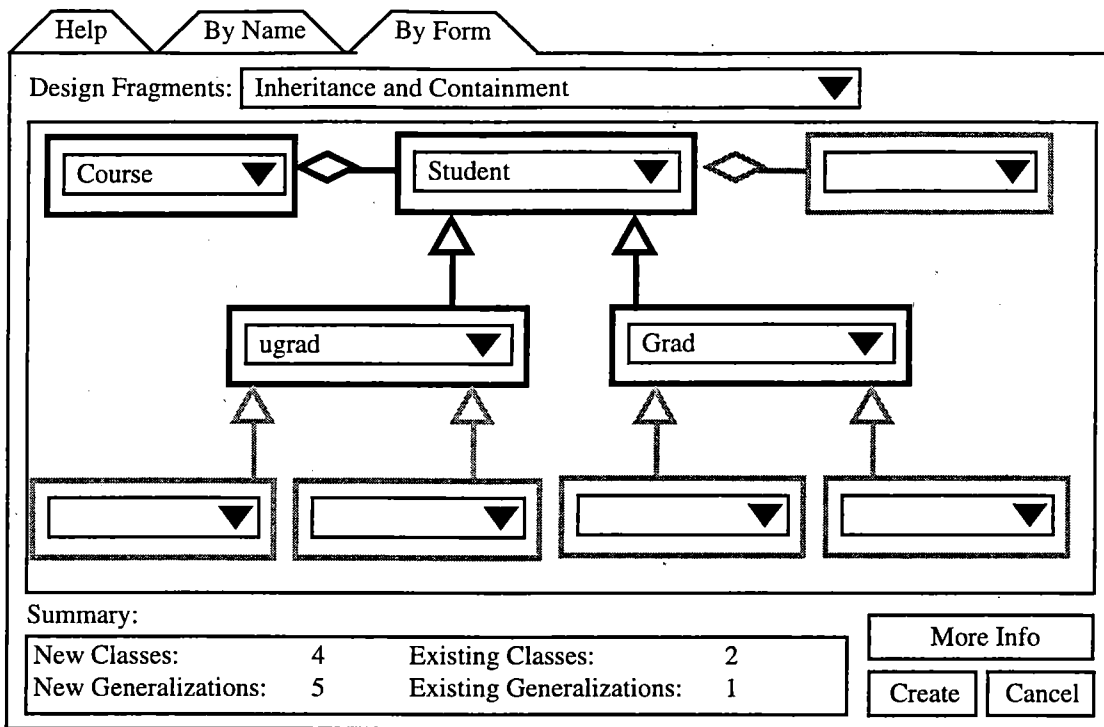 Help By Name By Form
Design Fragments: Inheritance and Containment
Course Student
ugrad Grad
Summary:
New Classes: 4 Existing Classes: 2
New Generalizations: 5 Existing Generalizations: 1
More Info
Create Cancel